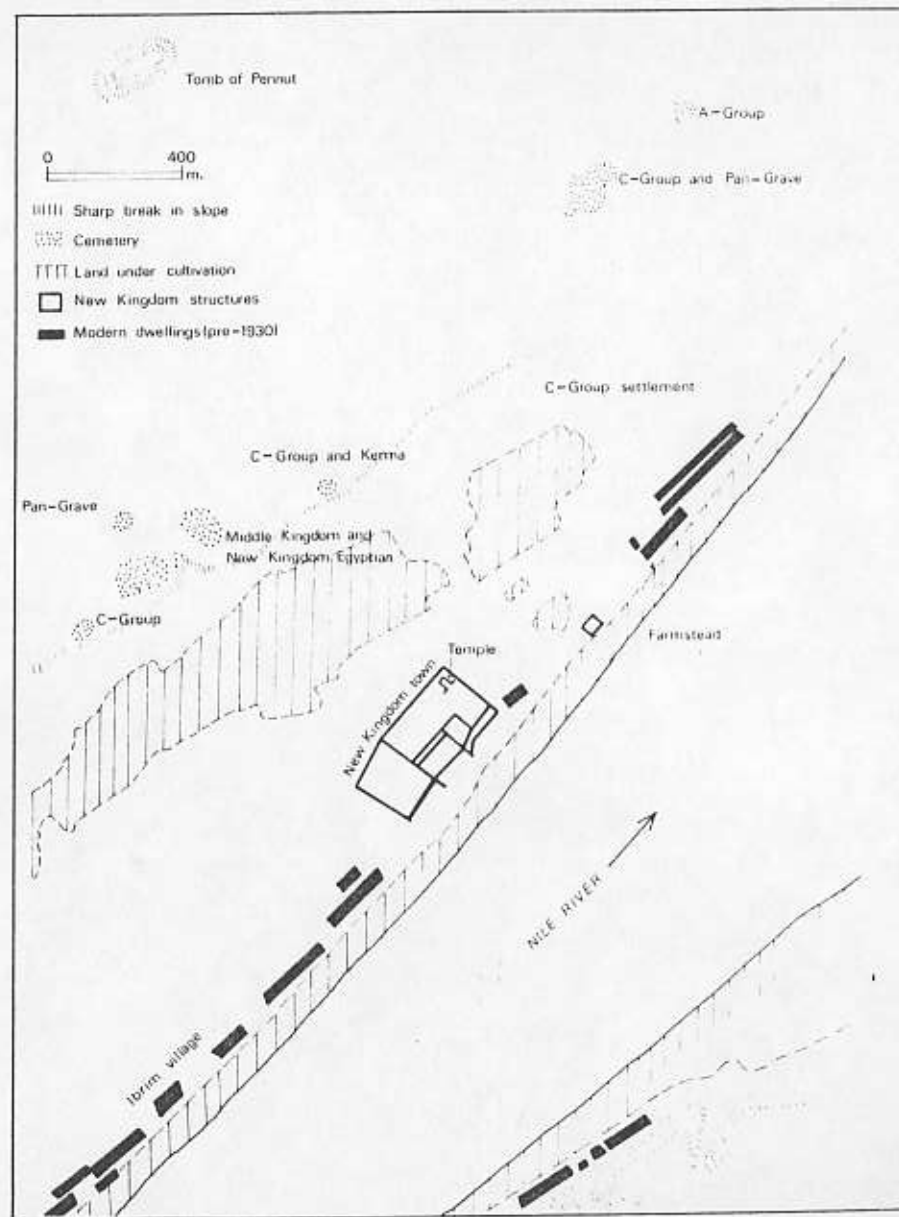 Tomb of Pennut
A-Group
0 400
m.
C-Group and Pan-Grave
Sharp break in slope
Cemetery
Land under cultivation
New Kingdom structures
Modern dwellings (pre-1930)
C-Group settlement
C-Group and Kerma
Pan-Grave
Middle Kingdom and
New Kingdom Egyptian
C-Group
Farmstead
Temple
New Kingdom town
NILE RIVER
Ibrim village